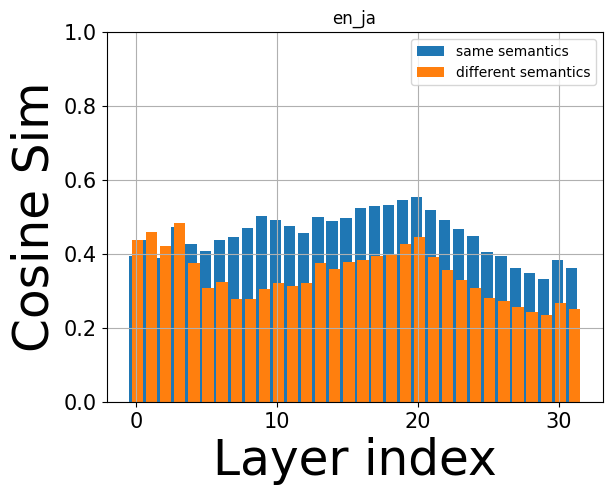 en_ja
same semantics
different semantics
Cosine Sim
1.0
0.8
0.6
0.4
0.2
0.0
0 10 20 30
Layer index